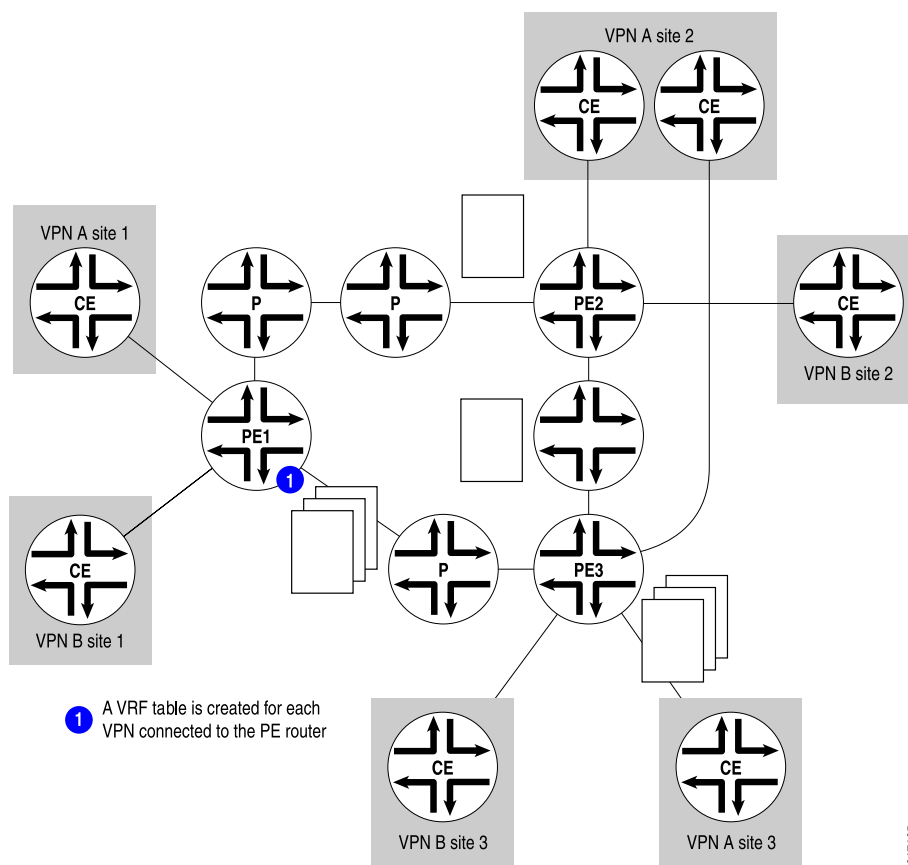 VPN A site 2
CE
CE
VPN A site 1
CE
P
P
PE2
CE
VPN B site 2
PE1
1
CE
VPN B site 1
P
PE3
1 A VRF table is created for each
VPN connected to the PE router
CE
VPN B site 3
CE
VPN A site 3